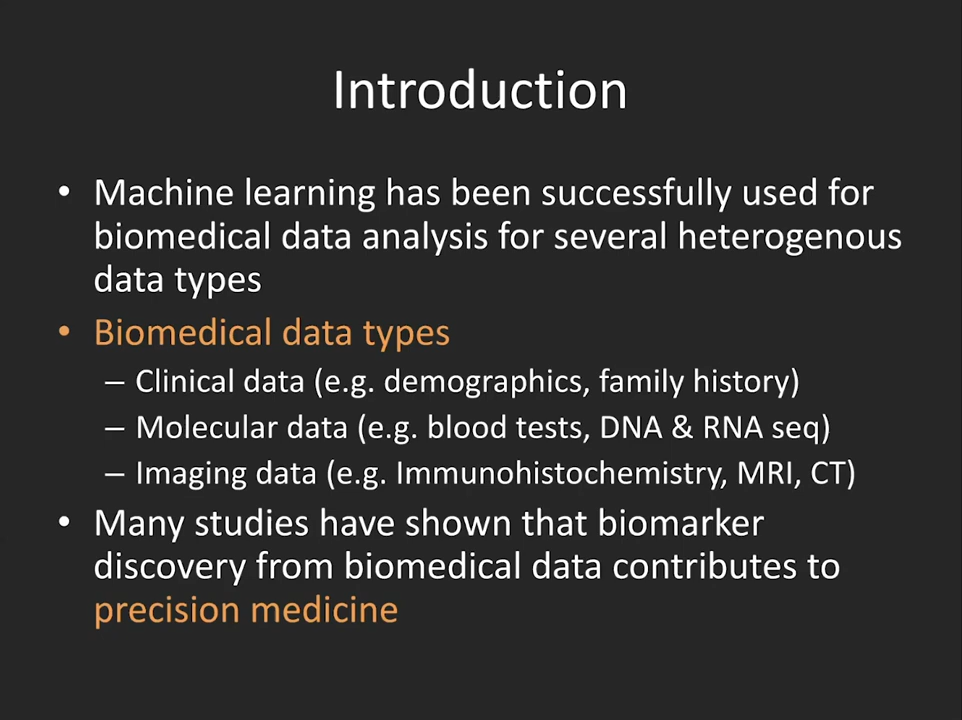 Introduction
• Machine learning has been successfully used for
biomedical data analysis for several heterogenous
data types
• Biomedical data types
– Clinical data (e.g. demographics, family history)
– Molecular data (e.g. blood tests, DNA & RNA seq)
– Imaging data (e.g. Immunohistochemistry, MRI, CT)
• Many studies have shown that biomarker
discovery from biomedical data contributes to
precision medicine